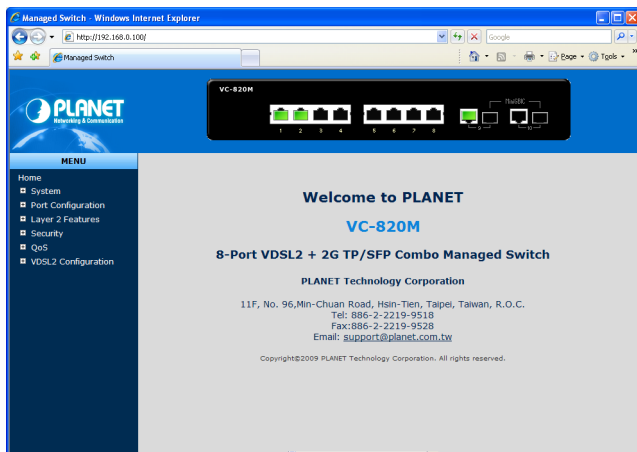 Managed Switch - Windows Internet Explorer
http://192.168.0.100/
Google
Managed Switch
Page
Tools
VC-820M
MiniGBIC
1 2 3 4 5 6 7 8 9 10
PLANET
Networking & Communication
MENU
Home
System
Port Configuration
Layer 2 Features
Security
QoS
VDSL2 Configuration
Welcome to PLANET
VC-820M
8-Port VDSL2 + 2G TP/SFP Combo Managed Switch
PLANET Technology Corporation
11F, No. 96,Min-Chuan Road, Hsin-Tien, Taipei, Taiwan, R.O.C.
Tel: 886-2-2219-9518
Fax:886-2-2219-9528
Email: support@planet.com.tw
Copyright©2009 PLANET Technology Corporation. All rights reserved.